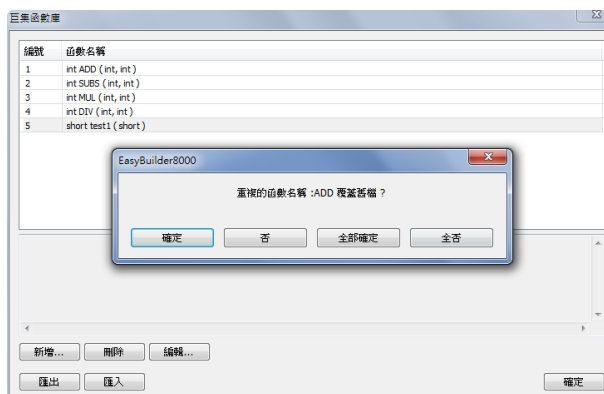 巨集函數庫
編號 函數名稱
1 int ADD ( int, int )
2 int SUBS ( int, int )
3 int MUL ( int, int )
4 int DIV ( int, int )
5 short test1 ( short )
EasyBuilder8000
重複的函數名稱 :ADD 覆蓋舊檔 ?
確定 否 全部確定 全否
新增... 刪除 編輯...
匯出 匯入 確定